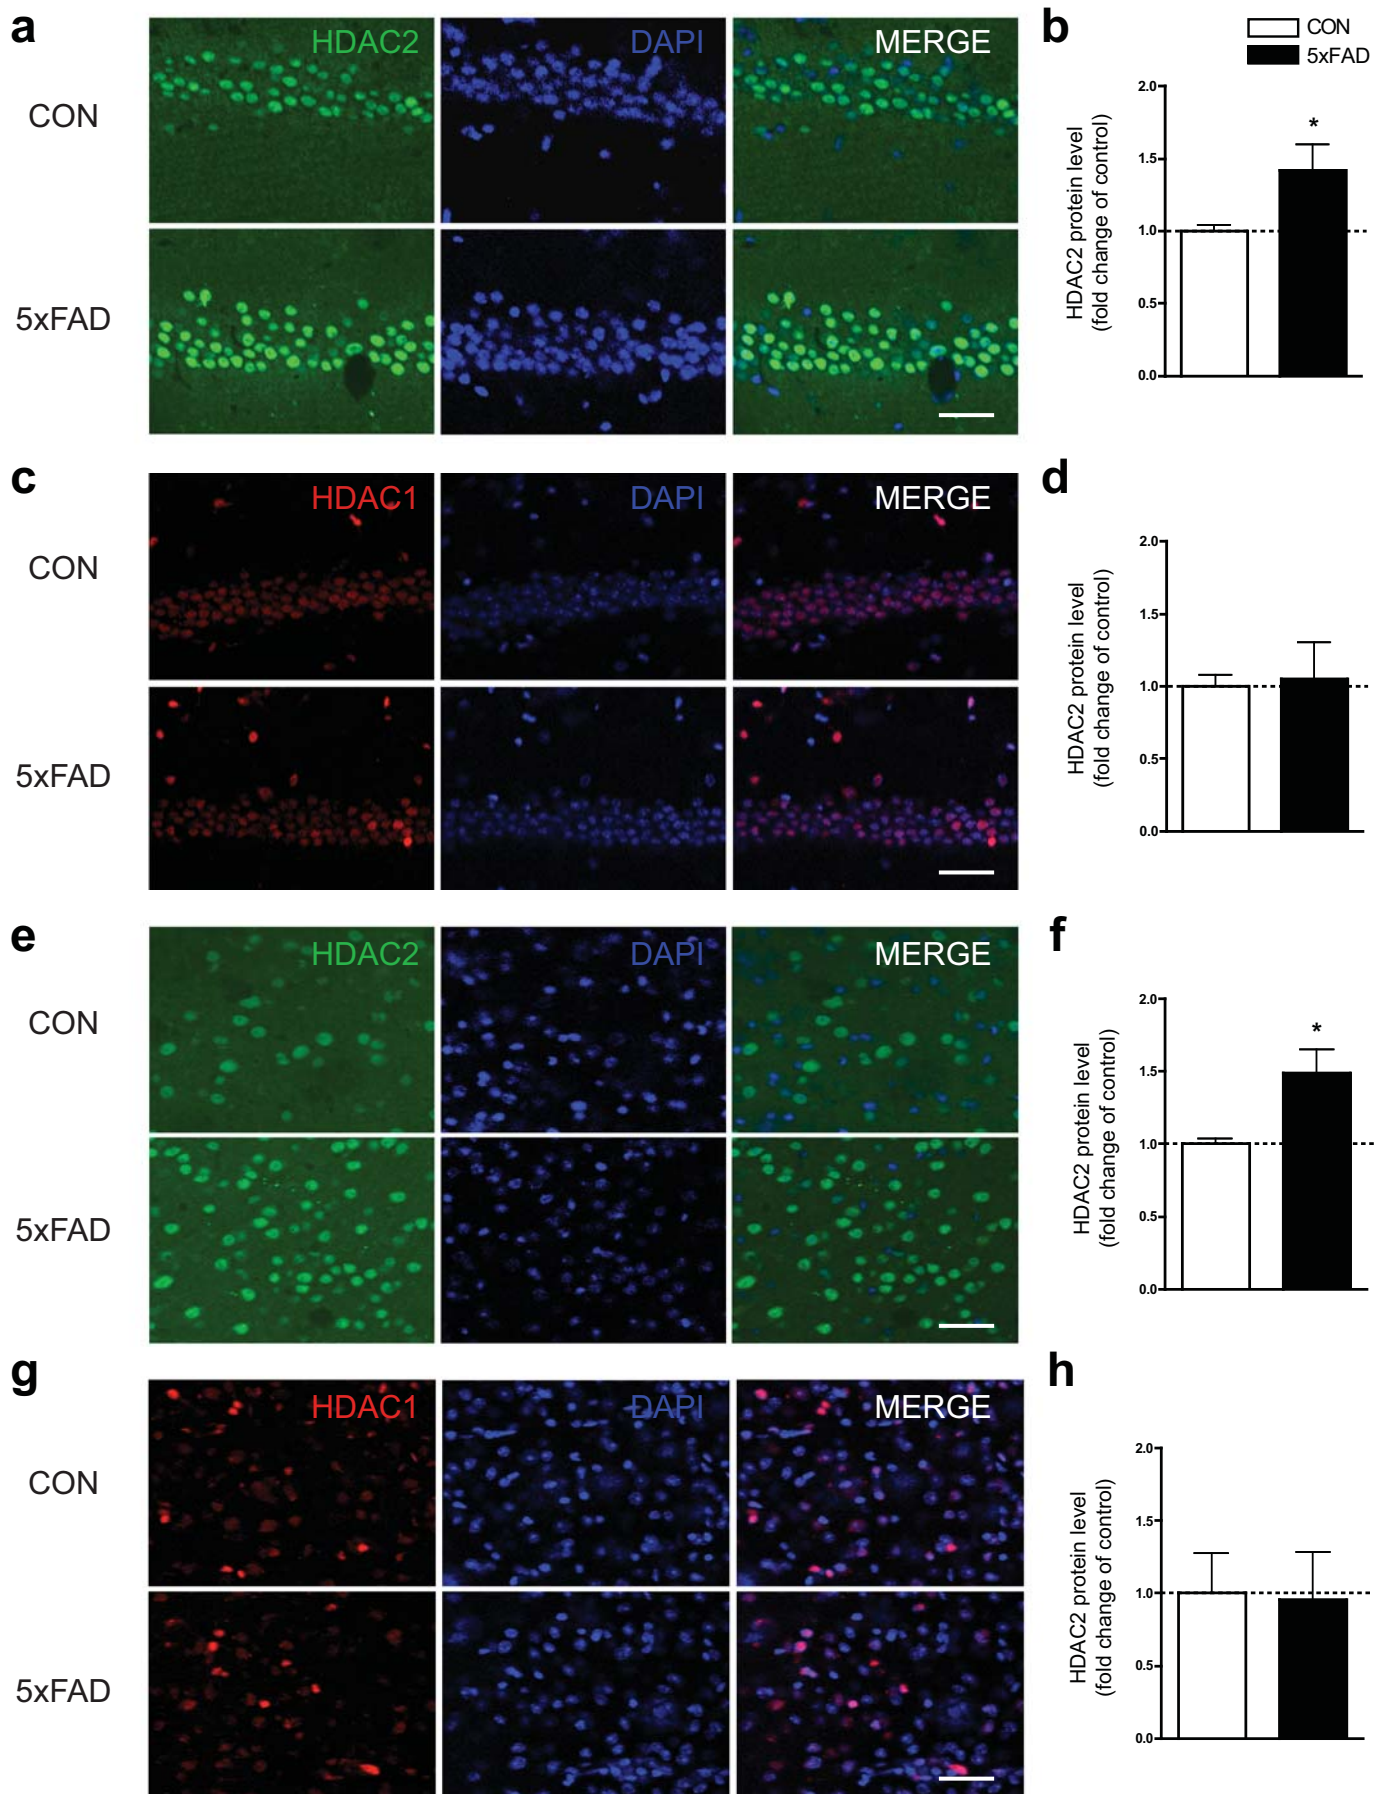 a
HDAC2
DAPI
MERGE
CON
5xFAD
b
CON
5xFAD
HDAC2 protein level
(fold change of control)
2.0
1.5
1.0
0.5
0.0
*
c
HDAC1
DAPI
MERGE
CON
5xFAD
d
HDAC2 protein level
(fold change of control)
2.0
1.5
1.0
0.5
0.0
e
HDAC2
DAPI
MERGE
CON
5xFAD
f
HDAC2 protein level
(fold change of control)
2.0
1.5
1.0
0.5
0.0
*
g
HDAC1
DAPI
MERGE
CON
5xFAD
h
HDAC2 protein level
(fold change of control)
2.0
1.5
1.0
0.5
0.0